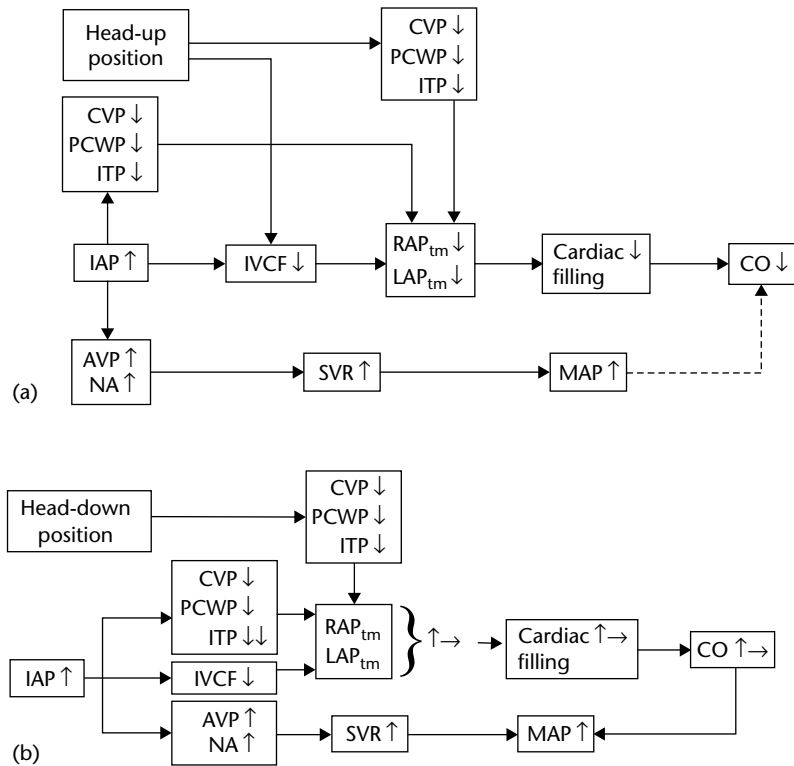 Head-up
position
CVP ↓
PCWP ↓
ITP ↓
CVP ↓
PCWP ↓
ITP ↓
IAP ↑
IVCF ↓
RAPtm ↓
LAPtm ↓
Cardiac ↓
filling
CO ↓
AVP ↑
NA ↑
SVR ↑
MAP ↑
(a)
Head-down
position
CVP ↓
PCWP ↓
ITP ↓
CVP ↓
PCWP ↓
ITP ↓↓
RAPtm
LAPtm
↑→
Cardiac ↑→
filling
CO ↑→
IAP ↑
IVCF ↓
AVP ↑
NA ↑
SVR ↑
MAP ↑
(b)